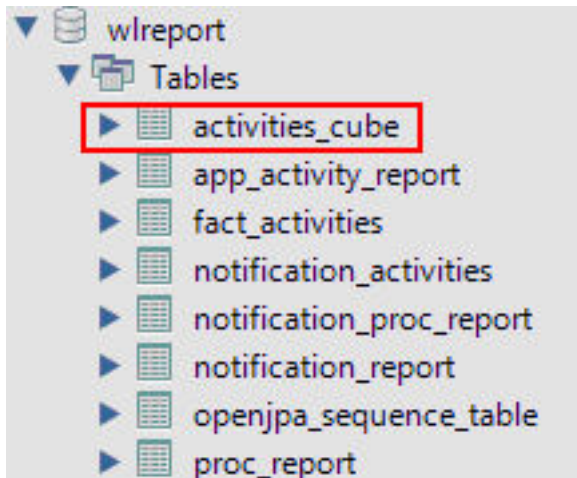 wlreport
Tables
activities_cube
app_activity_report
fact_activities
notification_activities
notification_proc_report
notification_report
openjpa_sequence_table
proc_report